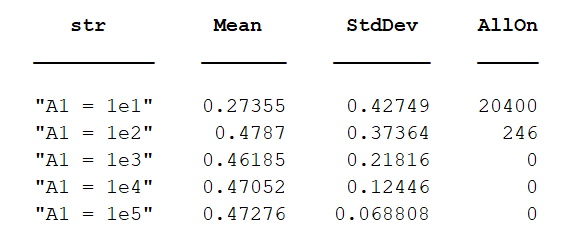 str Mean StdDev AllOn
"A1 = 1e1" 0.27355 0.42749 20400
"A1 = 1e2" 0.4787 0.37364 246
"A1 = 1e3" 0.46185 0.21816 0
"A1 = 1e4" 0.47052 0.12446 0
"A1 = 1e5" 0.47276 0.068808 0